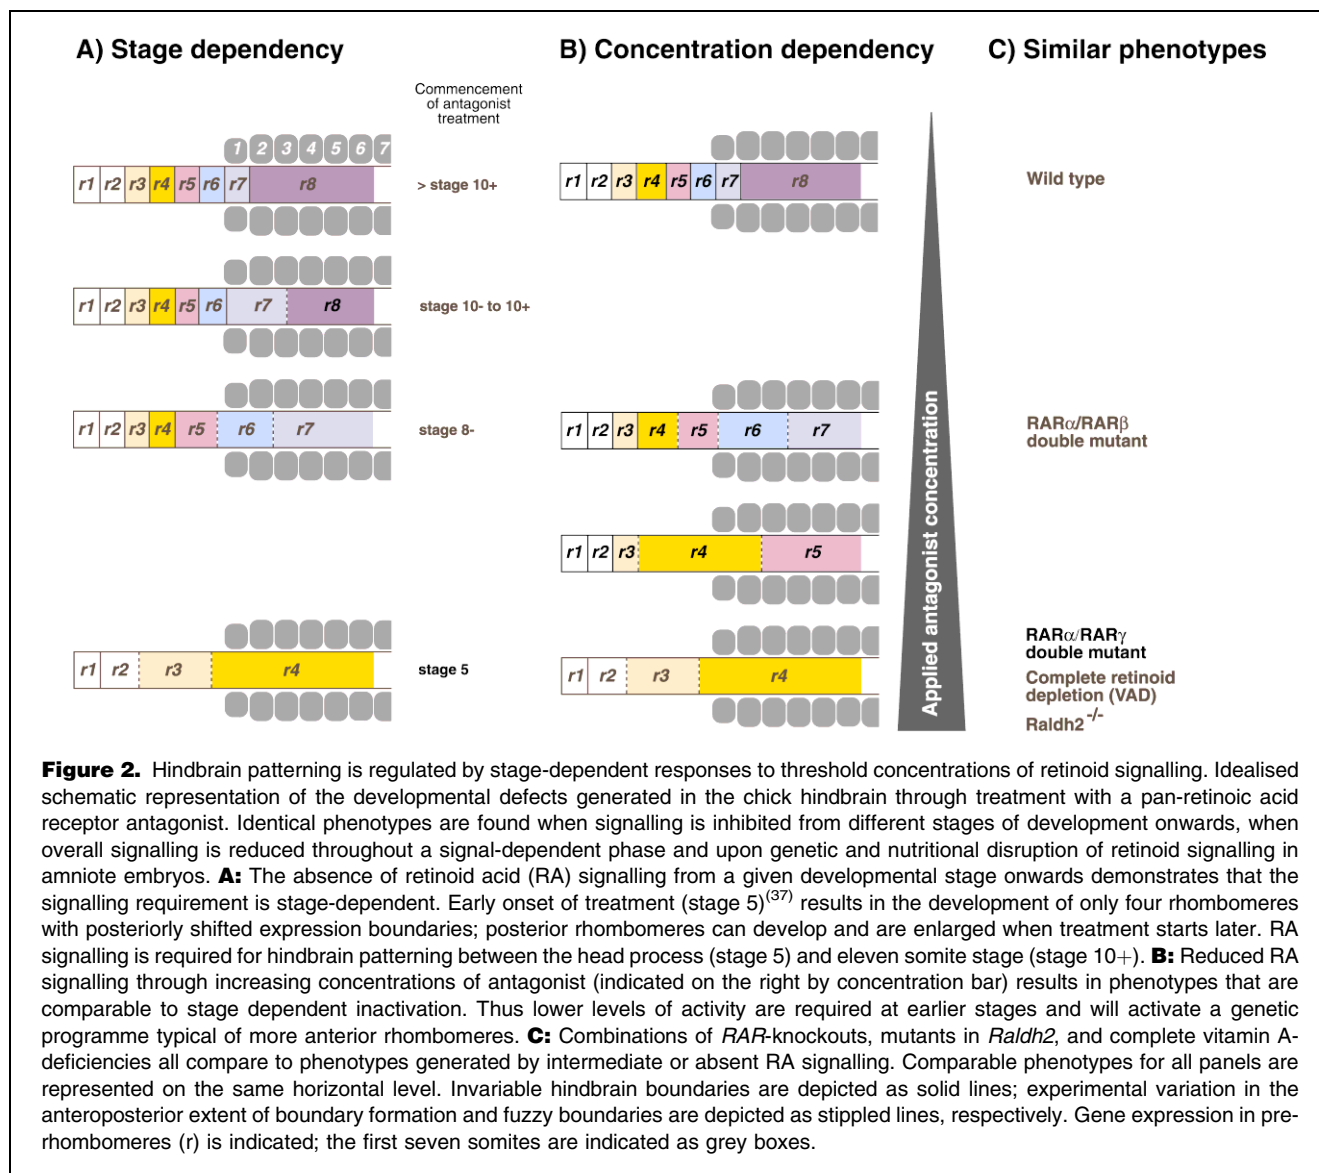 A) Stage dependency
B) Concentration dependency
C) Similar phenotypes
Commencement
of antagonist
treatment
1 2 3 4 5 6 7
r1 r2 r3 r4 r5 r6 r7 r8
> stage 10+
r1 r2 r3 r4 r5 r6 r7 r8
Wild type
r1 r2 r3 r4 r5 r6 r7 r8
stage 10- to 10+
r1 r2 r3 r4 r5 r6 r7
stage 8-
r1 r2 r3 r4 r5 r6 r7
RARα/RARβ
double mutant
r1 r2 r3 r4 r5
r1 r2 r3 r4
stage 5
r1 r2 r3 r4
Applied antagonist concentration
RARα/RARγ
double mutant
Complete retinoid
depletion (VAD)
Raldh2-/-
Figure 2. Hindbrain patterning is regulated by stage-dependent responses to threshold concentrations of retinoid signalling. Idealised
schematic representation of the developmental defects generated in the chick hindbrain through treatment with a pan-retinoic acid
receptor antagonist. Identical phenotypes are found when signalling is inhibited from different stages of development onwards, when
overall signalling is reduced throughout a signal-dependent phase and upon genetic and nutritional disruption of retinoid signalling in
amniote embryos. A: The absence of retinoid acid (RA) signalling from a given developmental stage onwards demonstrates that the
signalling requirement is stage-dependent. Early onset of treatment (stage 5)(37) results in the development of only four rhombomeres
with posteriorly shifted expression boundaries; posterior rhombomeres can develop and are enlarged when treatment starts later. RA
signalling is required for hindbrain patterning between the head process (stage 5) and eleven somite stage (stage 10+). B: Reduced RA
signalling through increasing concentrations of antagonist (indicated on the right by concentration bar) results in phenotypes that are
comparable to stage dependent inactivation. Thus lower levels of activity are required at earlier stages and will activate a genetic
programme typical of more anterior rhombomeres. C: Combinations of RAR-knockouts, mutants in Raldh2, and complete vitamin A-
deficiencies all compare to phenotypes generated by intermediate or absent RA signalling. Comparable phenotypes for all panels are
represented on the same horizontal level. Invariable hindbrain boundaries are depicted as solid lines; experimental variation in the
anteroposterior extent of boundary formation and fuzzy boundaries are depicted as stippled lines, respectively. Gene expression in pre-
rhombomeres (r) is indicated; the first seven somites are indicated as grey boxes.